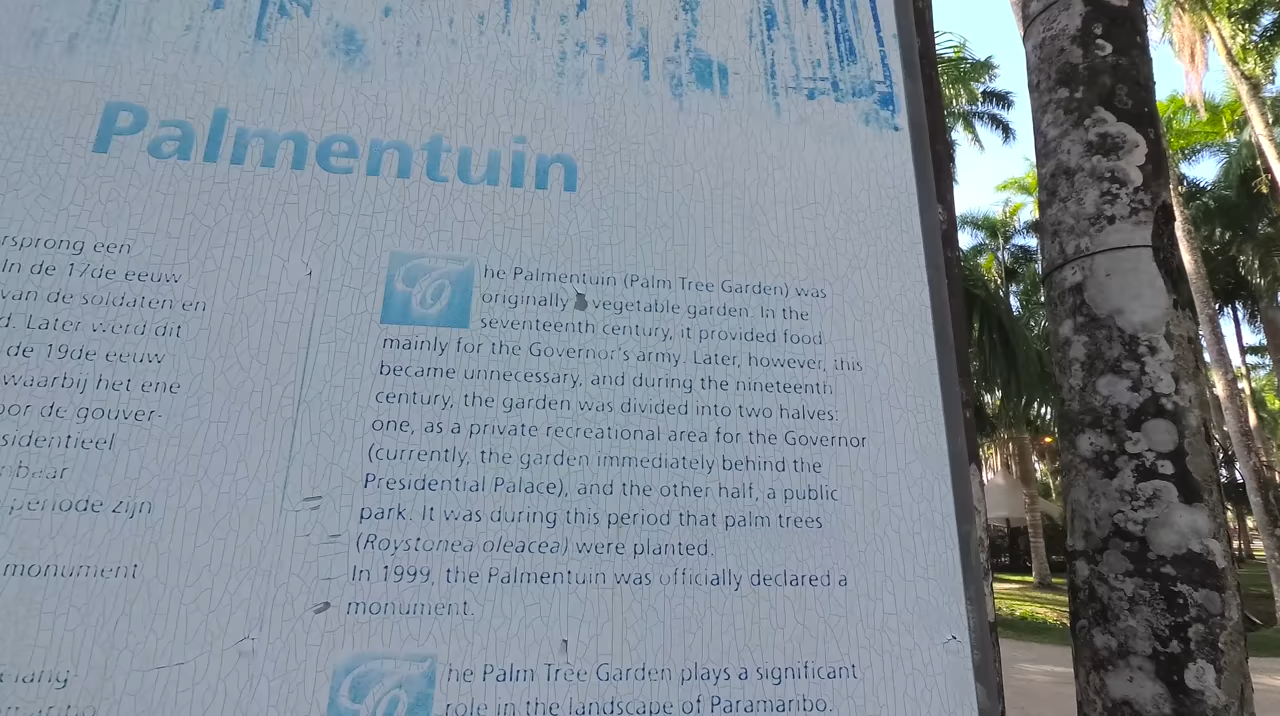 Palmentuin
rsprong een
In de 17de eeuw
van de soldaten en
d. Later werd dit
de 19de eeuw
waarbij het ene
oor de gouver-
sidentieel
nbaar
periode zijn
monument
The Palmentuin (Palm Tree Garden) was
originally vegetable garden. In the
seventeenth century, it provided food
mainly for the Governor's army. Later, however, this
became unnecessary, and during the nineteenth
century, the garden was divided into two halves:
one, as a private recreational area for the Governor
(currently, the garden immediately behind the
Presidential Palace), and the other half, a public
park. It was during this period that palm trees
(Roystonea oleacea) were planted.
In 1999, the Palmentuin was officially declared a
monument.
The Palm Tree Garden plays a significant
role in the landscape of Paramaribo.